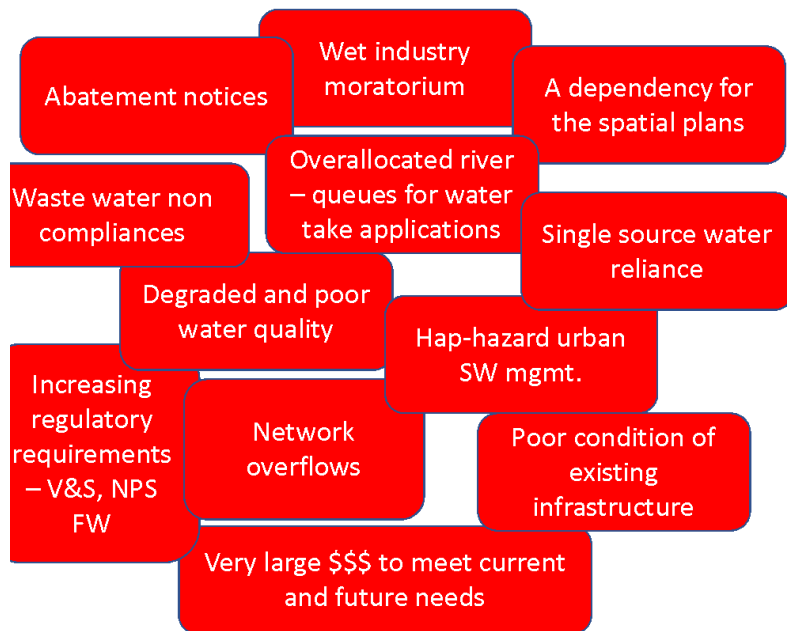 Wet industry
moratorium
Abatement notices
A dependency for
the spatial plans
Overallocated river
– queues for water
take applications
Waste water non
compliances
Single source water
reliance
Degraded and poor
water quality
Hap-hazard urban
SW mgmt.
Increasing
regulatory
requirements
– V&S, NPS
FW
Network
overflows
Poor condition of
existing
infrastructure
Very large $$$ to meet current
and future needs